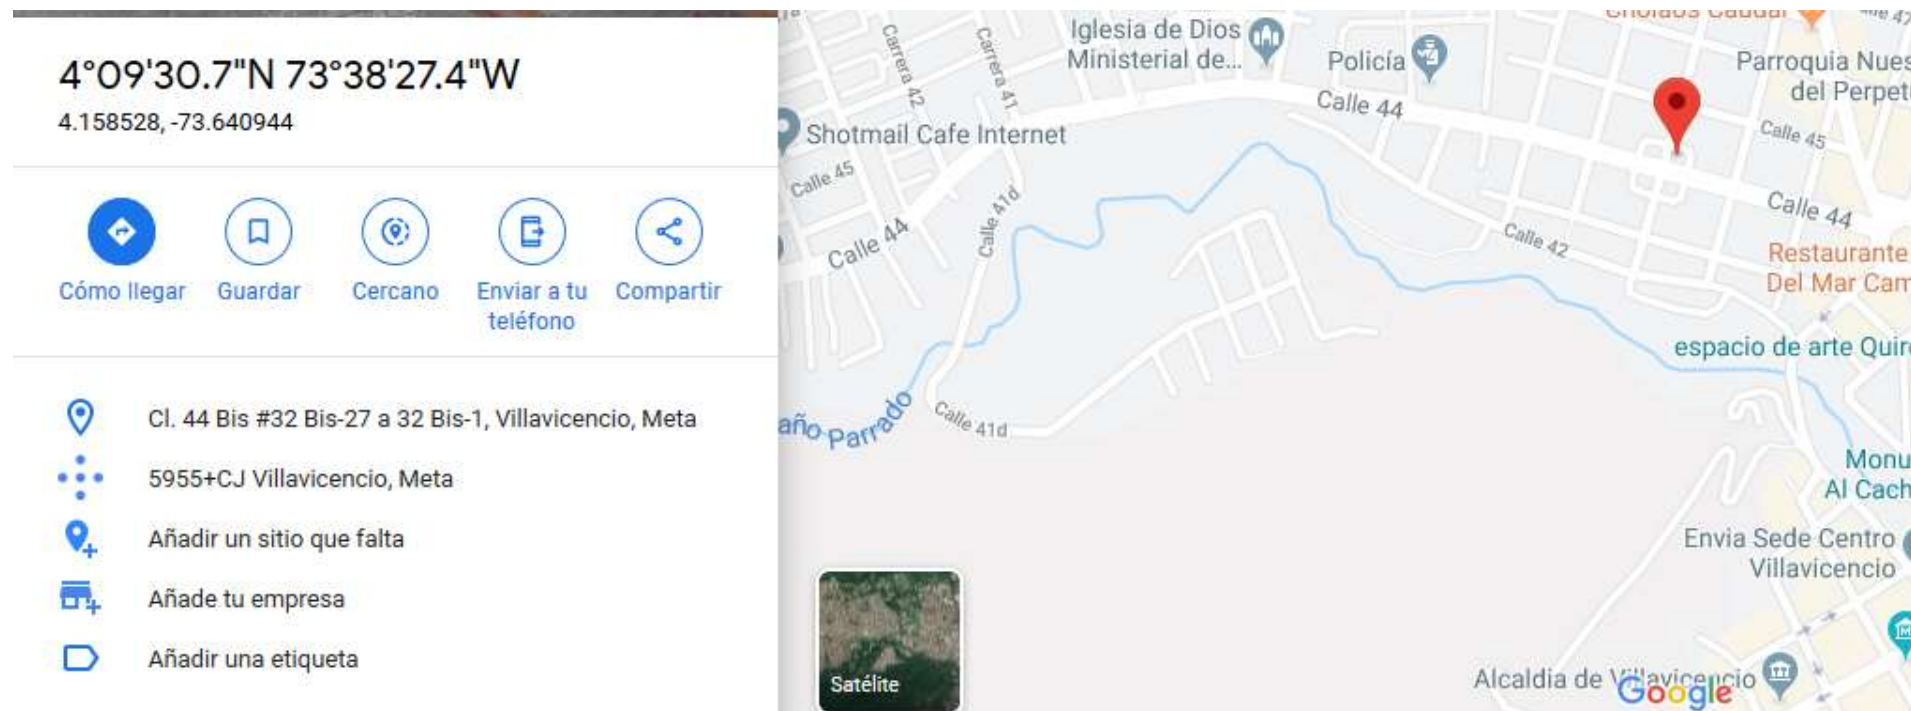 4°09'30.7"N 73°38'27.4"W
4.158528, -73.640944
Cómo llegar
Guardar
Cercano
Enviar a tu
teléfono
Compartir
Cl. 44 Bis #32 Bis-27 a 32 Bis-1, Villavicencio, Meta
5955+CJ Villavicencio, Meta
Añadir un sitio que falta
Añade tu empresa
Añadir una etiqueta
Carrera 42
Carrera 41
Iglesia de Dios
Ministerial de...
Policía
Calle 44
Parroquia Nues
del Perpet
Shotmail Cafe Internet
Calle 45
Calle 45
Calle 41d
Calle 44
Calle 44
Calle 42
Restaurante
Del Mar Cam
espacio de arte Quir
año Parrado
Calle 41d
Monu
Al Cach
Envia Sede Centro
Villavicencio
Satélite
Alcaldia de Villavicencio
Google